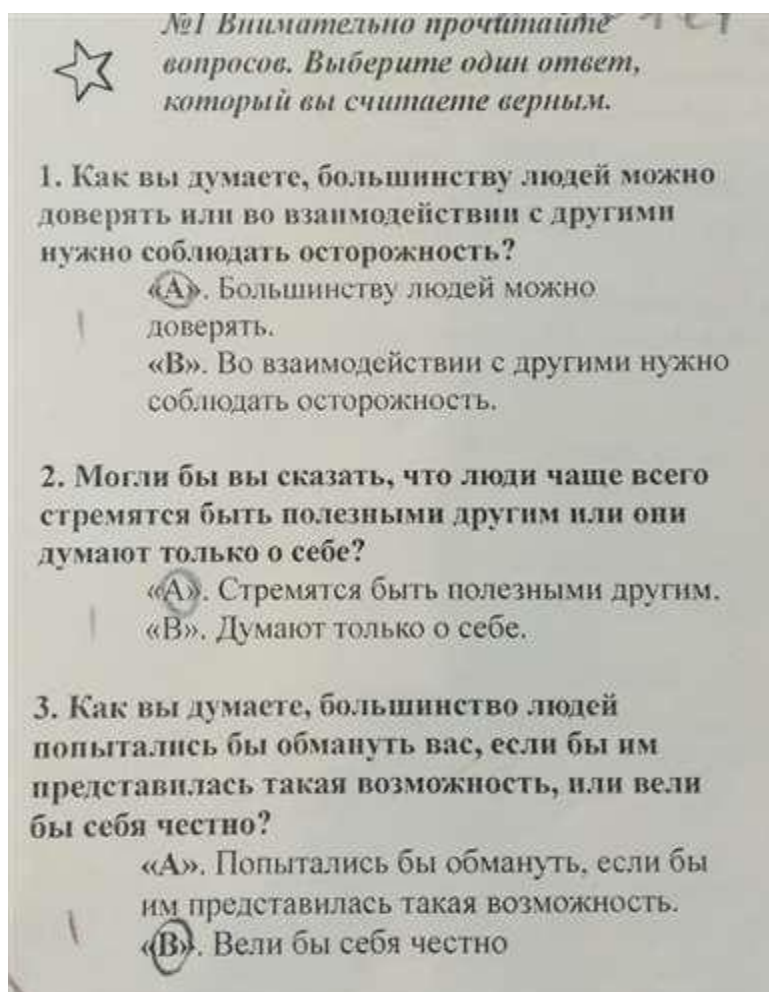 №1 Внимательно прочитайте
вопросов. Выберите один ответ,
который вы считаете верным.
1. Как вы думаете, большинству людей можно
доверять или во взаимодействии с другими
нужно соблюдать осторожность?
«А». Большинству людей можно
доверять.
«В». Во взаимодействии с другими нужно
соблюдать осторожность.
2. Могли бы вы сказать, что люди чаще всего
стремятся быть полезными другим или они
думают только о себе?
«А». Стремятся быть полезными другим.
«В». Думают только о себе.
3. Как вы думаете, большинство людей
попытались бы обмануть вас, если бы им
представилась такая возможность, или вели
бы себя честно?
«А». Попытались бы обмануть, если бы
им представилась такая возможность.
«В». Вели бы себя честно